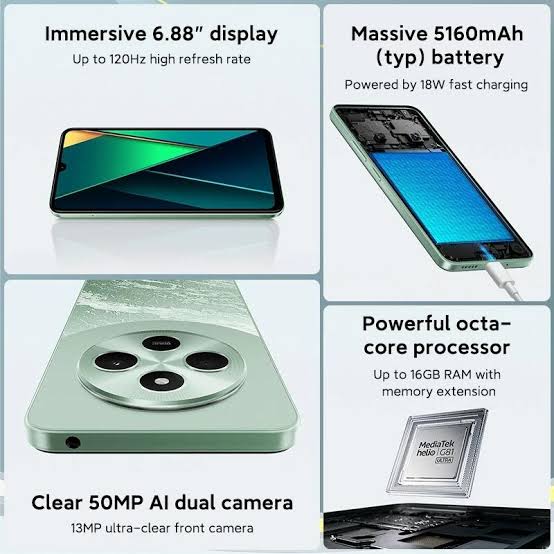 Immersive 6.88" display
Up to 120Hz high refresh rate
Massive 5160mAh
(typ) battery
Powered by 18W fast charging
Clear 50MP AI dual camera
13MP ultra-clear front camera
Powerful octa-
core processor
Up to 16GB RAM with
memory extension
MediaTek
helio G81
ULTRA